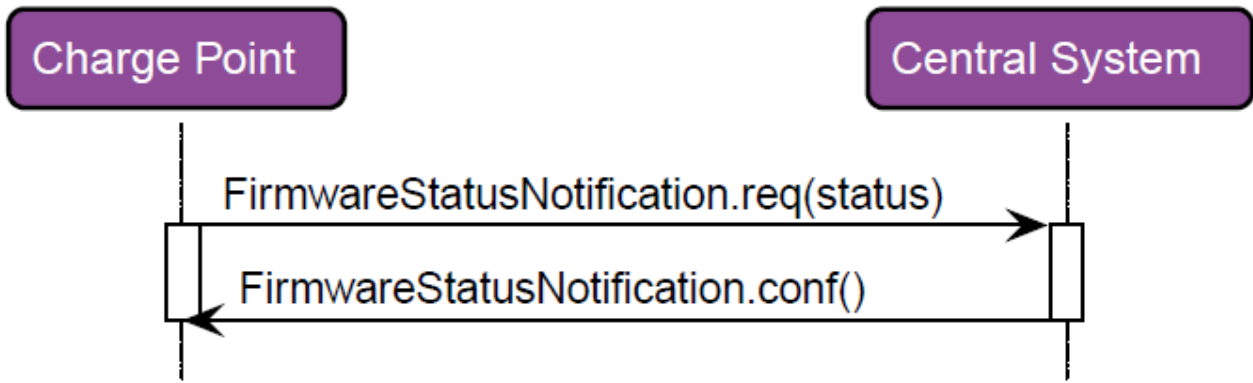 Charge Point
Central System
FirmwareStatusNotification.req(status)
FirmwareStatusNotification.conf()